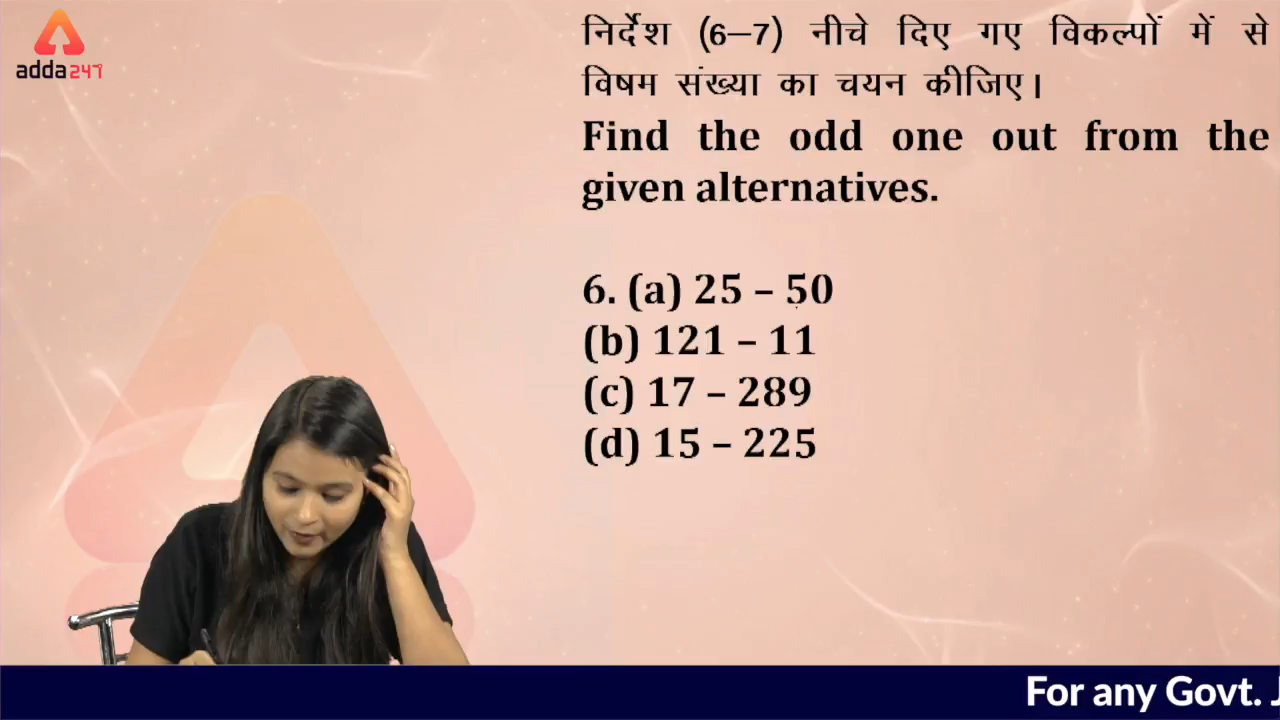 adda247
निर्देश (6–7) नीचे दिए गए विकल्पों में से
विषम संख्या का चयन कीजिए।
Find the odd one out from the
given alternatives.
6. (a) 25 – 50
(b) 121 – 11
(c) 17 – 289
(d) 15 – 225
For any Govt. J